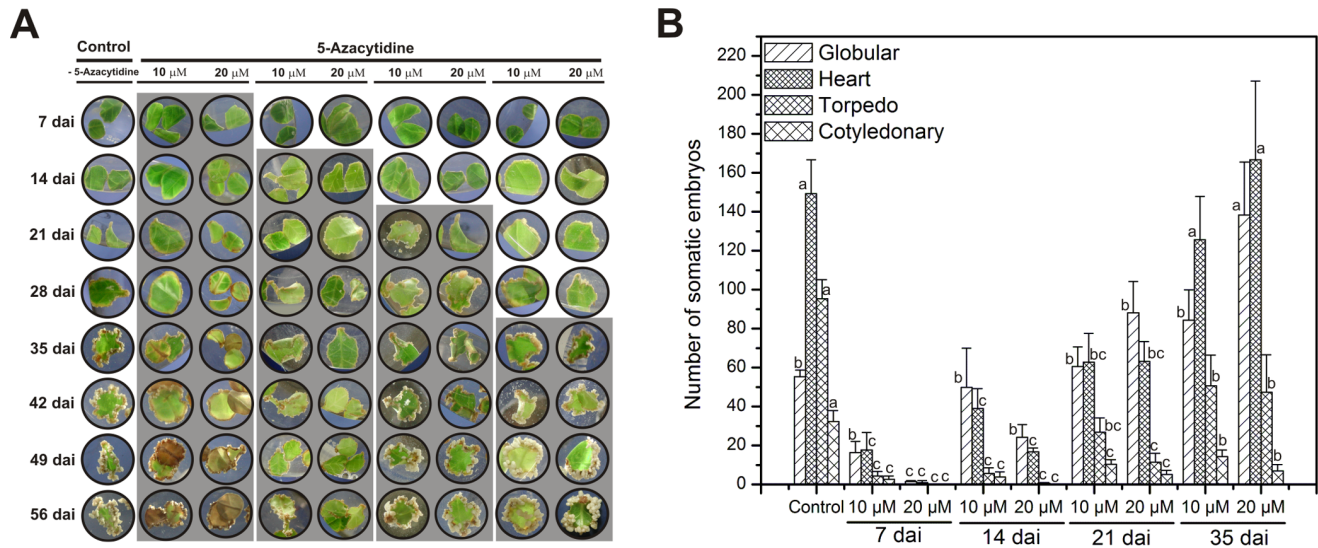 A
Control
5-Azacytidine
- 5-Azacytidine
10 μM 20 μM 10 μM 20 μM 10 μM 20 μM 10 μM 20 μM
7 dai
14 dai
21 dai
28 dai
35 dai
42 dai
49 dai
56 dai
B
Number of somatic embryos
220
200
180
160
140
120
100
80
60
40
20
0
Globular
Heart
Torpedo
Cotyledonary
b a a a
b c c c
c c c c
b b c c
b c c c
b bc bc b
b bc c c
b a b b
a a b b
Control 10 μM 20 μM 10 μM 20 μM 10 μM 20 μM 10 μM 20 μM
7 dai 14 dai 21 dai 35 dai